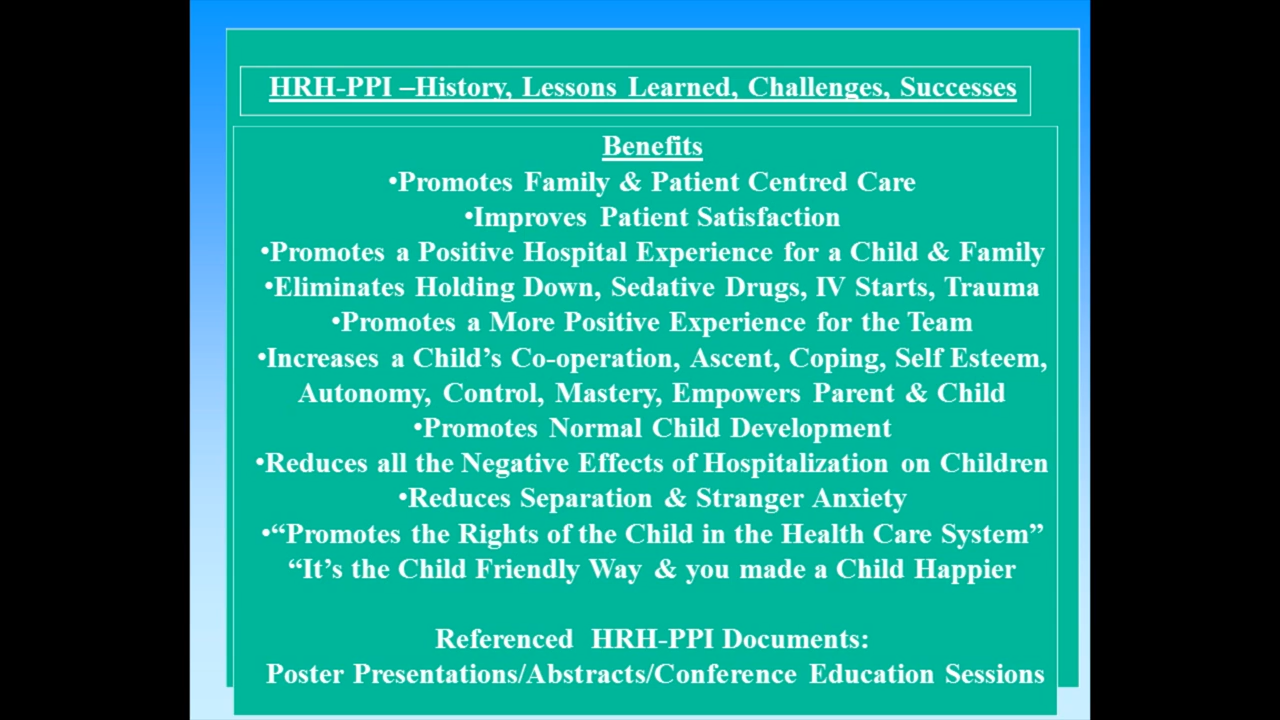 HRH-PPI –History, Lessons Learned, Challenges, Successes
Benefits
•Promotes Family & Patient Centred Care
•Improves Patient Satisfaction
•Promotes a Positive Hospital Experience for a Child & Family
•Eliminates Holding Down, Sedative Drugs, IV Starts, Trauma
•Promotes a More Positive Experience for the Team
•Increases a Child’s Co-operation, Ascent, Coping, Self Esteem,
Autonomy, Control, Mastery, Empowers Parent & Child
•Promotes Normal Child Development
•Reduces all the Negative Effects of Hospitalization on Children
•Reduces Separation & Stranger Anxiety
•“Promotes the Rights of the Child in the Health Care System”
“It’s the Child Friendly Way & you made a Child Happier
Referenced HRH-PPI Documents:
Poster Presentations/Abstracts/Conference Education Sessions